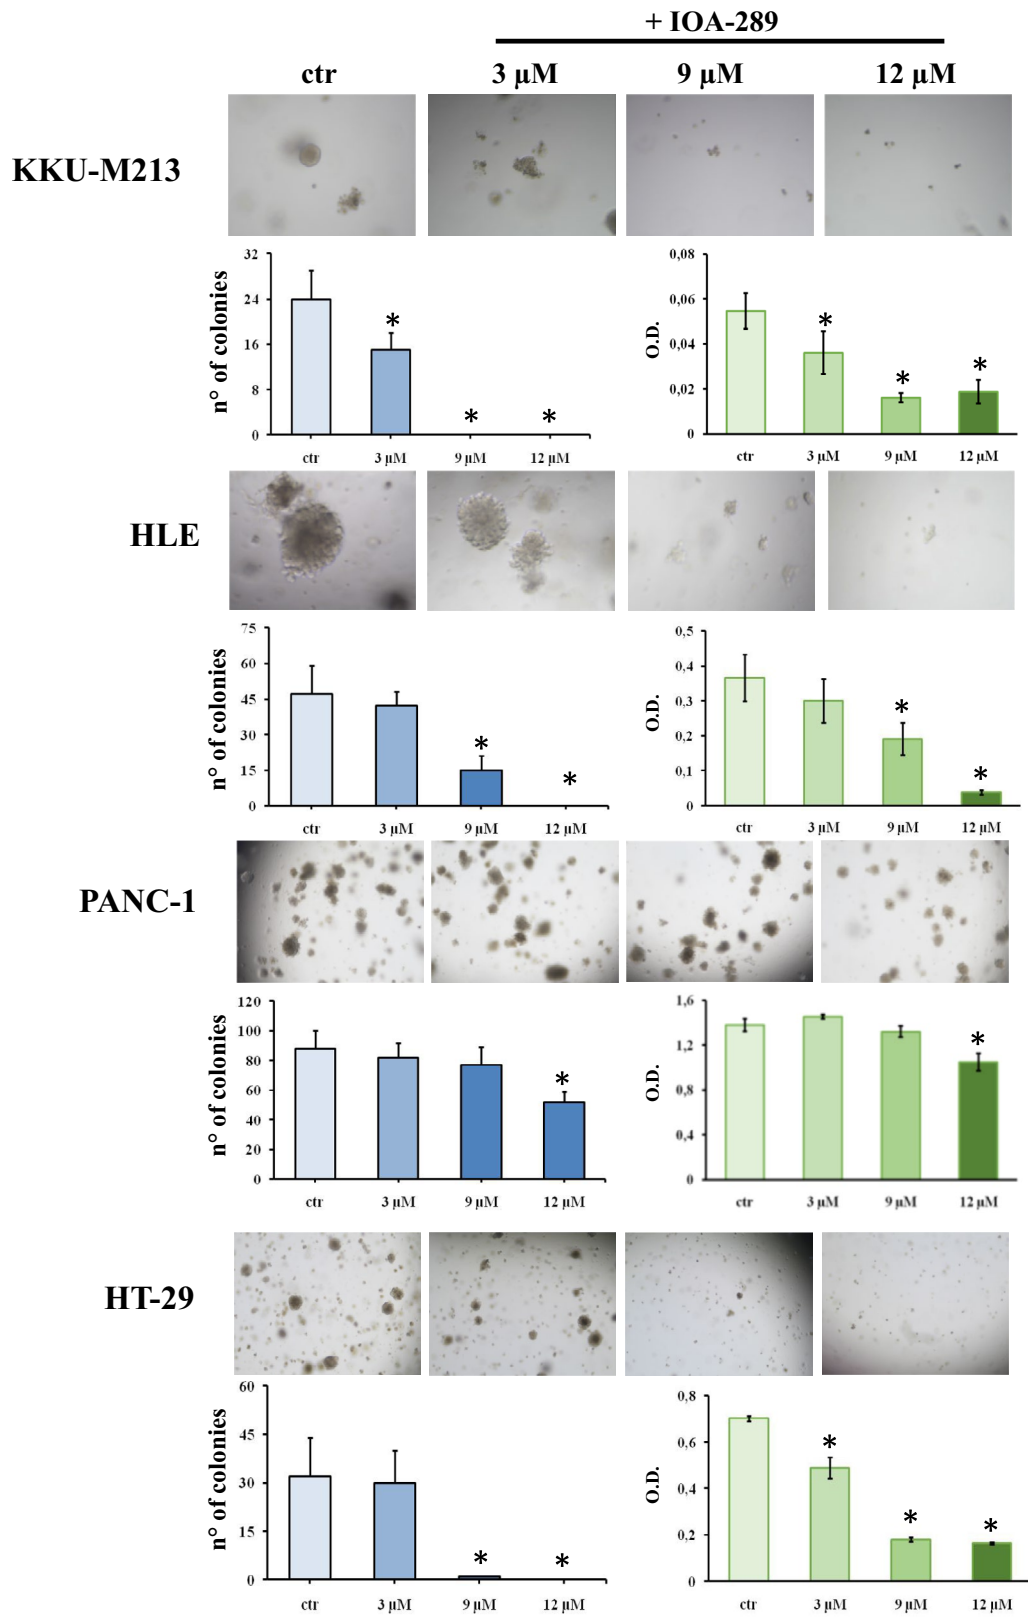 + IOA-289
ctr 3 µM 9 µM 12 µM
KKU-M213
n° of colonies
32
24
16
8
0
* * *
ctr 3 µM 9 µM 12 µM
O.D.
0,08
0,06
0,04
0,02
0
* * *
ctr 3 µM 9 µM 12 µM
HLE
n° of colonies
75
60
45
30
15
0
* *
ctr 3 µM 9 µM 12 µM
O.D.
0,5
0,4
0,3
0,2
0,1
0
* *
ctr 3 µM 9 µM 12 µM
PANC-1
n° of colonies
120
100
80
60
40
20
0
*
ctr 3 µM 9 µM 12 µM
O.D.
1,6
1,2
0,8
0,4
0
*
ctr 3 µM 9 µM 12 µM
HT-29
n° of colonies
60
45
30
15
0
* *
ctr 3 µM 9 µM 12 µM
O.D.
0,8
0,6
0,4
0,2
0
* * *
ctr 3 µM 9 µM 12 µM